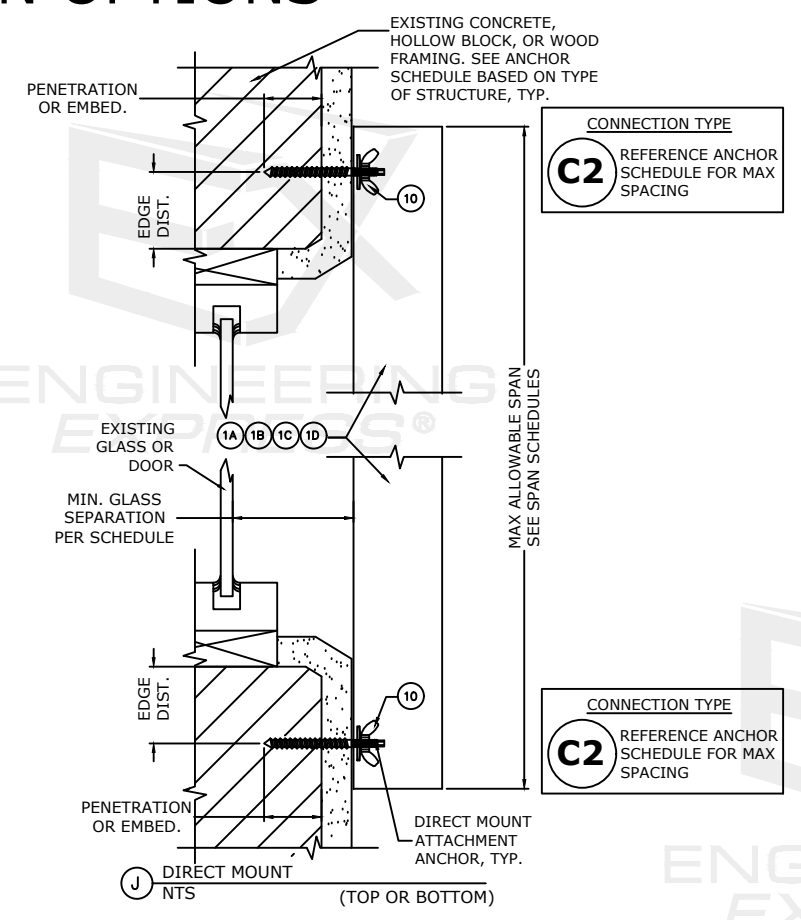 N OPTIONS
EXISTING CONCRETE,
HOLLOW BLOCK, OR WOOD
FRAMING. SEE ANCHOR
SCHEDULE BASED ON TYPE
OF STRUCTURE, TYP.
PENETRATION
OR EMBED.
CONNECTION TYPE
C2
REFERENCE ANCHOR
SCHEDULE FOR MAX
SPACING
10
EDGE
DIST.
EX
ENGINEERING
EXPRESS®
EXISTING
GLASS OR
DOOR
1A 1B 1C 1D
MAX ALLOWABLE SPAN
SEE SPAN SCHEDULES
MIN. GLASS
SEPARATION
PER SCHEDULE
EDGE
DIST.
10
CONNECTION TYPE
C2
REFERENCE ANCHOR
SCHEDULE FOR MAX
SPACING
PENETRATION
OR EMBED.
DIRECT MOUNT
ATTACHMENT
ANCHOR, TYP.
J
DIRECT MOUNT
NTS
(TOP OR BOTTOM)
ENG
EX